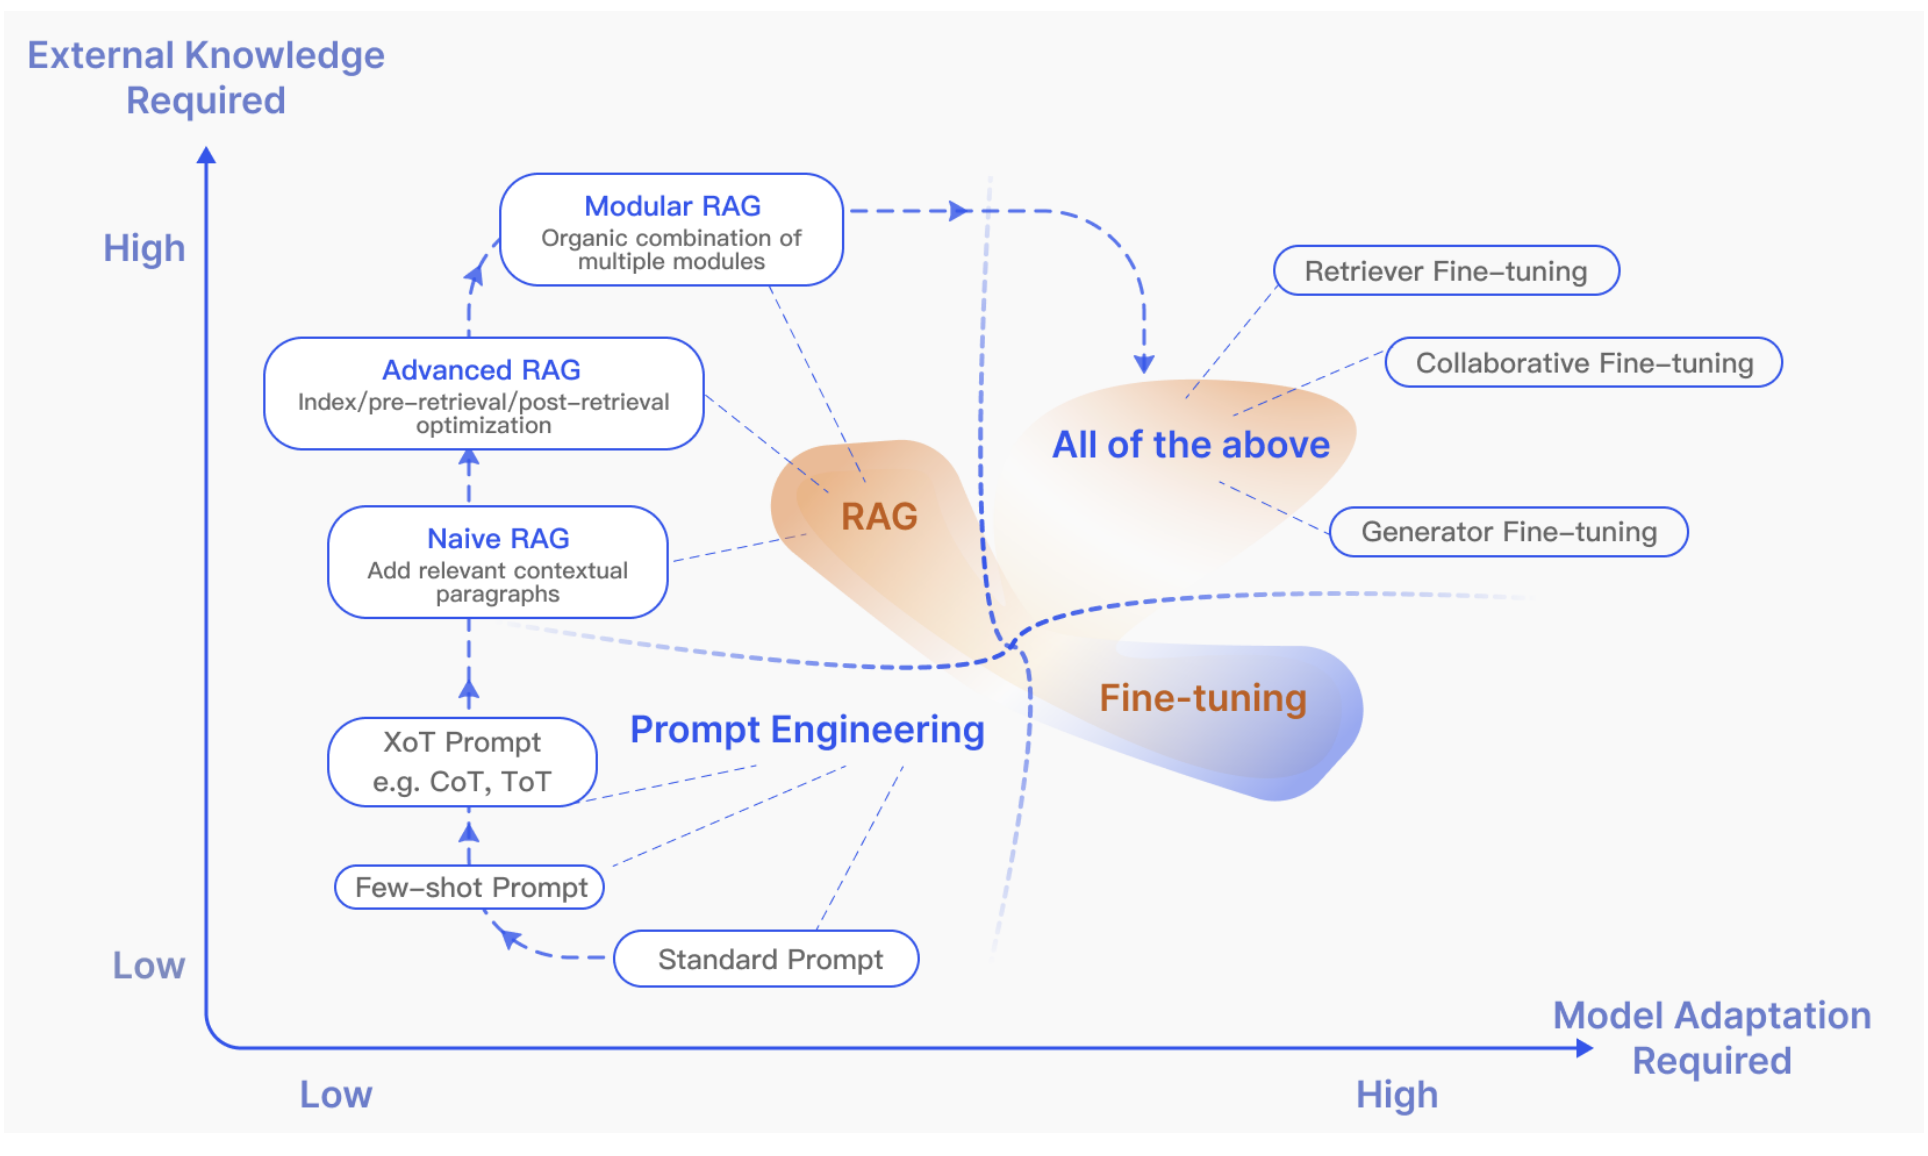 External Knowledge
Required
High
Modular RAG
Organic combination of
multiple modules
Retriever Fine-tuning
Advanced RAG
Index/pre-retrieval/post-retrieval
optimization
Collaborative Fine-tuning
All of the above
RAG
Naive RAG
Add relevant contextual
paragraphs
Generator Fine-tuning
Fine-tuning
Prompt Engineering
XoT Prompt
e.g. CoT, ToT
Few-shot Prompt
Standard Prompt
Low
Model Adaptation
Required
Low
High